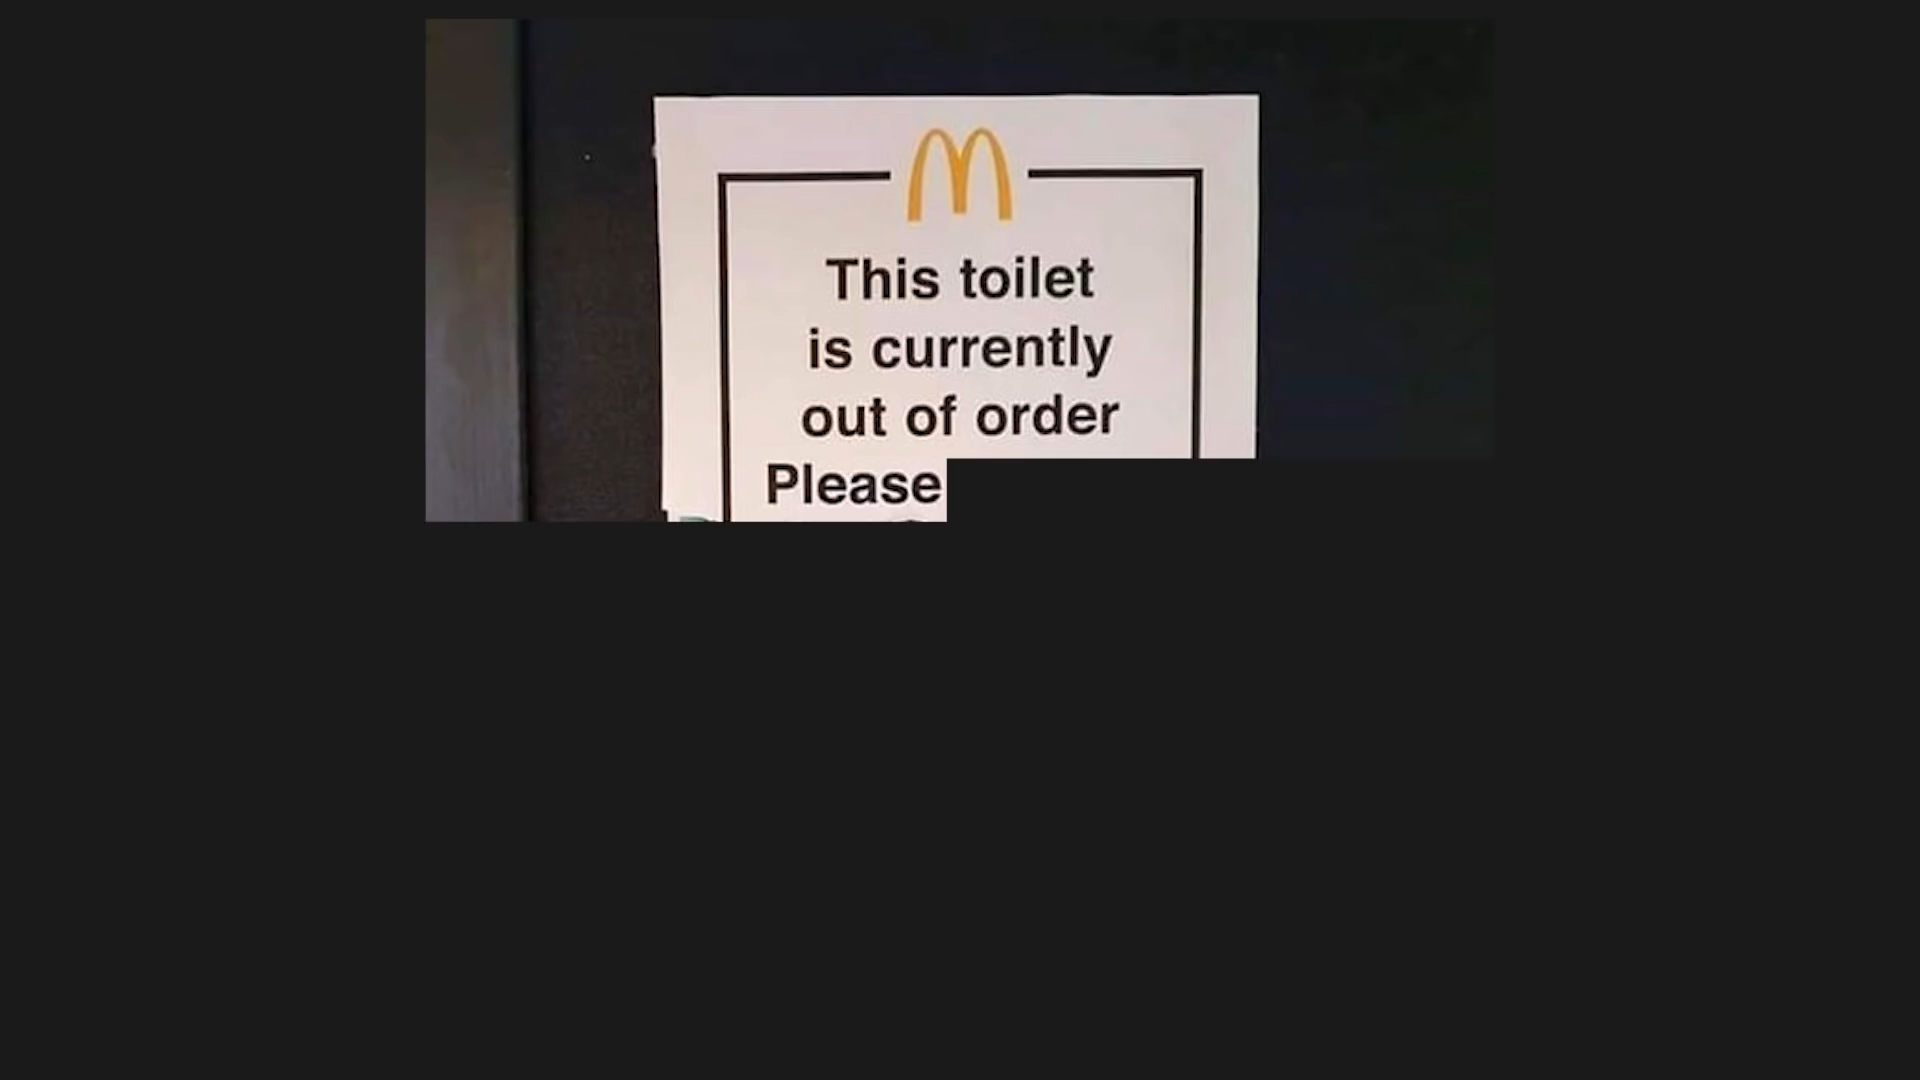 This toilet
is currently
out of order
Please